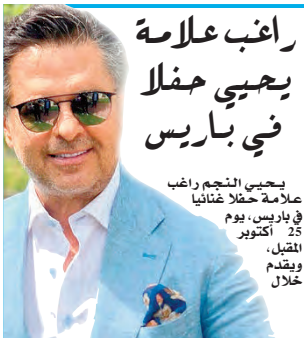 راغب علامة
يحيي حفلا
في باريس
يحيي النجم راغب
علامة حفلا غنائيا
في باريس، يوم
25 أكتوبر
المقبل،
ويقدم
خلال